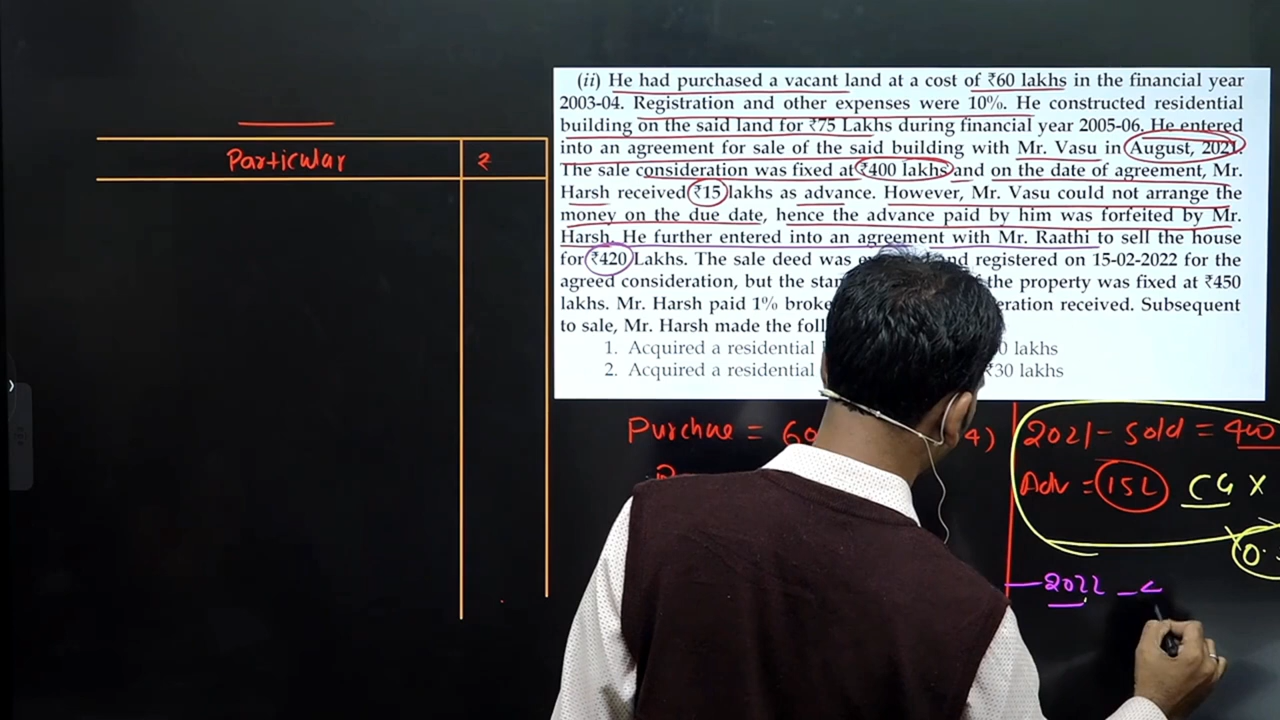 Particular ₹
(ii) He had purchased a vacant land at a cost of ₹60 lakhs in the financial year
2003-04. Registration and other expenses were 10%. He constructed residential
building on the said land for ₹75 Lakhs during financial year 2005-06. He entered
into an agreement for sale of the said building with Mr. Vasu in August, 2021.
The sale consideration was fixed at ₹400 lakhs and on the date of agreement, Mr.
Harsh received ₹15 lakhs as advance. However, Mr. Vasu could not arrange the
money on the due date, hence the advance paid by him was forfeited by Mr.
Harsh. He further entered into an agreement with Mr. Raathi to sell the house
for ₹420 Lakhs. The sale deed was and registered on 15-02-2022 for the
agreed consideration, but the the property was fixed at ₹450
lakhs. Mr. Harsh paid 1% received. Subsequent
to sale, Mr. Harsh made the
1. Acquired a residential lakhs
2. Acquired a residential ₹30 lakhs
Purchase =
2021 - Sold = 400
Adv = 15L CG X
2022